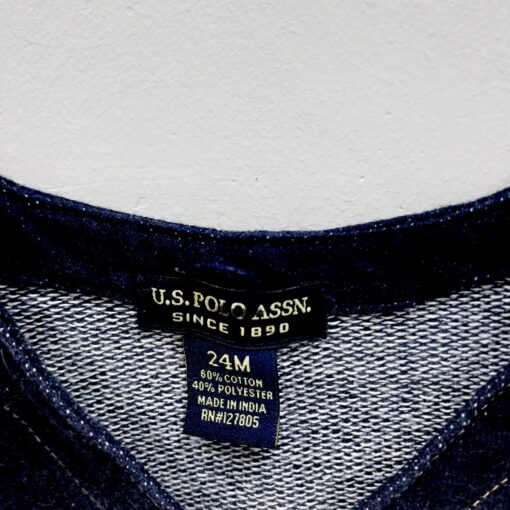 U.S. POLO ASSN.
SINCE 1890
24M
60% COTTON
40% POLYESTER
MADE IN INDIA
RN#127805